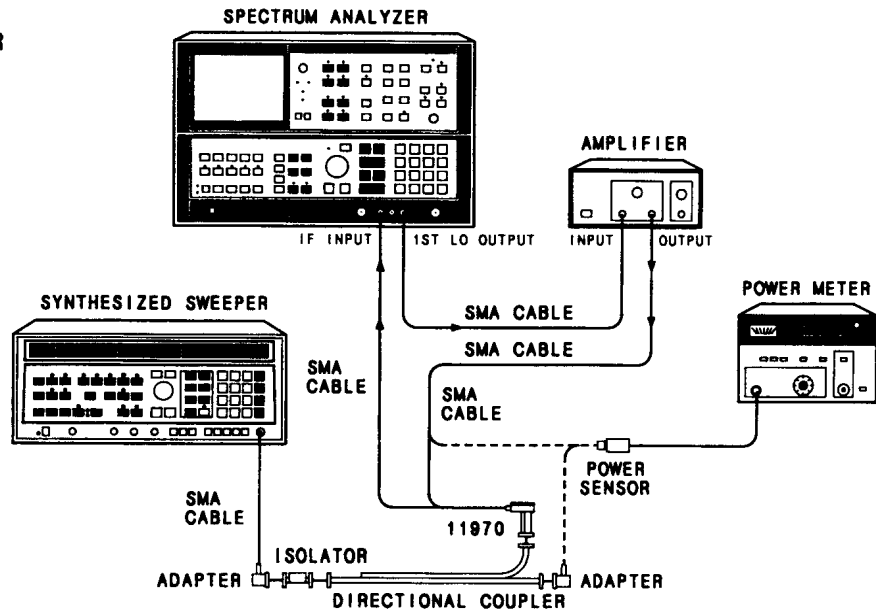 SPECTRUM ANALYZER
R
AMPLIFIER
IF INPUT
1ST LO OUTPUT
INPUT
OUTPUT
POWER METER
SYNTHESIZED SWEEPER
SMA CABLE
SMA CABLE
SMA
CABLE
SMA
CABLE
POWER
SENSOR
SMA
CABLE
11970
ISOLATOR
ADAPTER
ADAPTER
DIRECTIONAL COUPLER